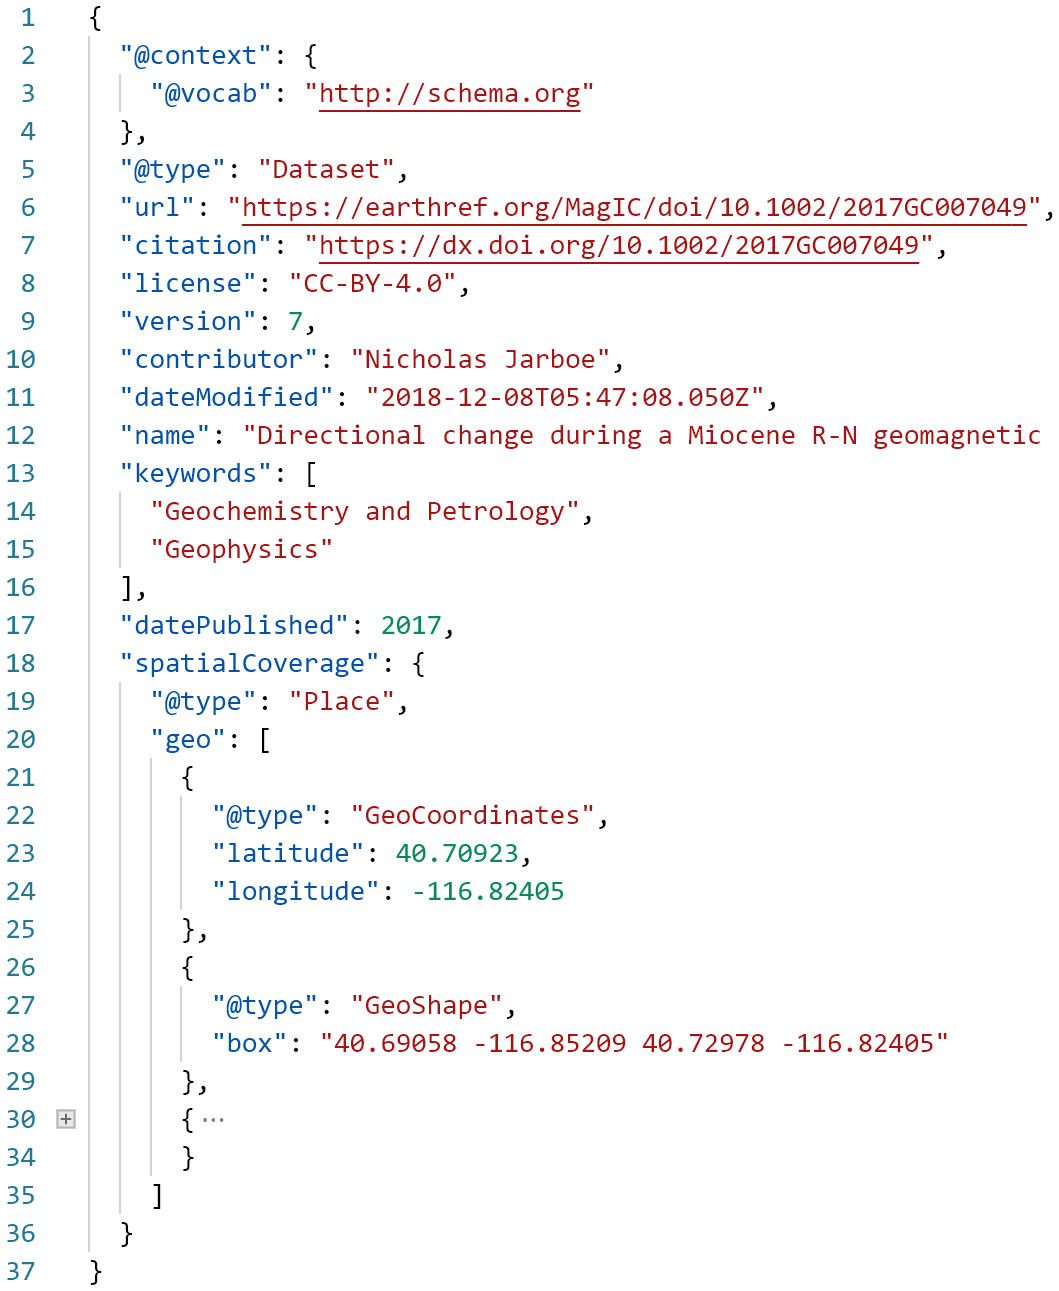 1 {
2 "@context": {
3 "@vocab": "http://schema.org"
4 },
5 "@type": "Dataset",
6 "url": "https://earthref.org/MagIC/doi/10.1002/2017GC007049",
7 "citation": "https://dx.doi.org/10.1002/2017GC007049",
8 "license": "CC-BY-4.0",
9 "version": 7,
10 "contributor": "Nicholas Jarboe",
11 "dateModified": "2018-12-08T05:47:08.050Z",
12 "name": "Directional change during a Miocene R-N geomagnetic
13 "keywords": [
14 "Geochemistry and Petrology",
15 "Geophysics"
16 ],
17 "datePublished": 2017,
18 "spatialCoverage": {
19 "@type": "Place",
20 "geo": [
21 {
22 "@type": "GeoCoordinates",
23 "latitude": 40.70923,
24 "longitude": -116.82405
25 },
26 {
27 "@type": "GeoShape",
28 "box": "40.69058 -116.85209 40.72978 -116.82405"
29 },
30 { ...
34 }
35 ]
36 }
37 }